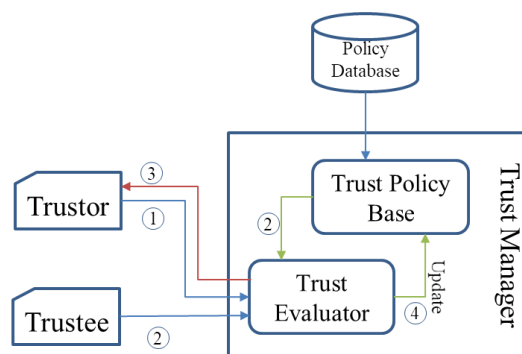 Policy
Database
Trust Manager
Trust Policy
Base
3
Trustor
1
2
Update
Trust
Evaluator
4
Trustee
2